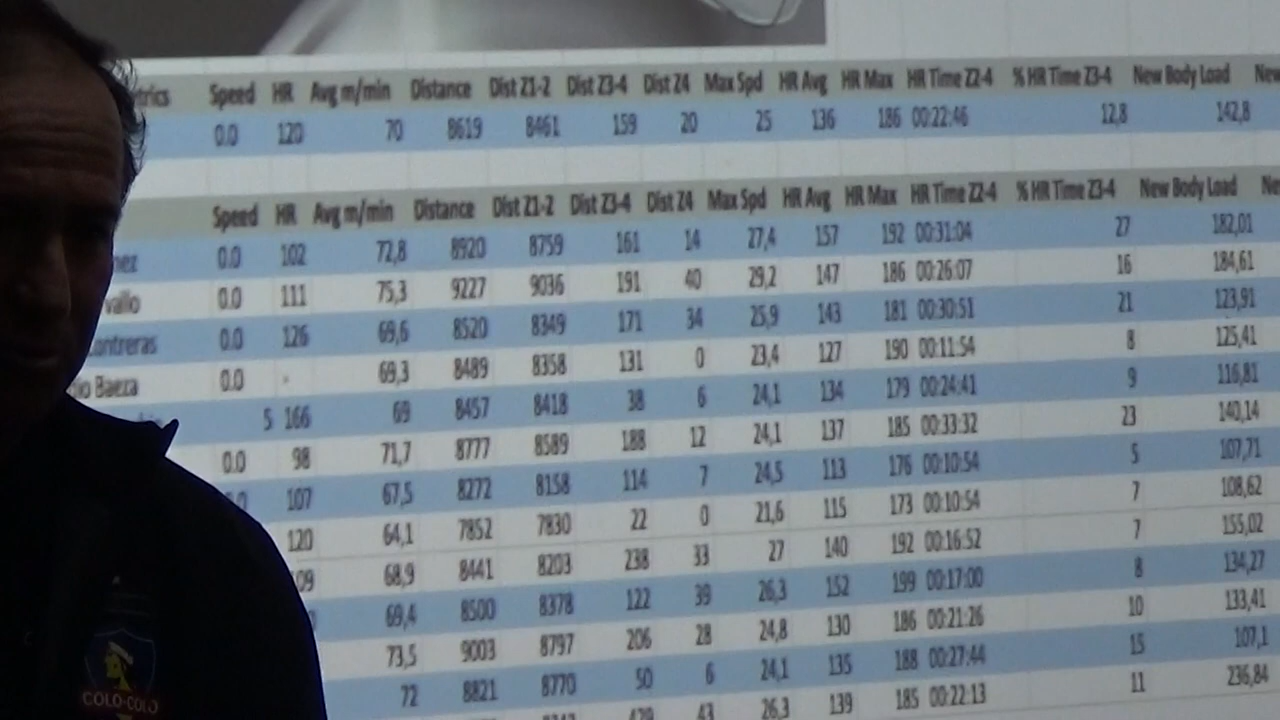 trics Speed HR Avg m/min Distance Dist Z1-2 Dist Z3-4 Dist Z4 Max Spd HR Avg HR Max HR Time Z2-4 % HR Time Z3-4 New Body Load New
0.0 120 70 8619 8461 159 20 25 136 186 00:22:46 12,8 142,8
Speed HR Avg m/min Distance Dist Z1-2 Dist Z3-4 Dist Z4 Max Spd HR Avg HR Max HR Time Z2-4 % HR Time Z3-4 New Body Load Ne
nez 0.0 102 72,8 8920 8759 161 14 27,4 157 192 00:31:04 27 182,01
vallo 0.0 111 75,3 9227 9036 191 40 29,2 147 186 00:26:07 16 184,61
Contreras 0.0 126 69,6 8520 8349 171 34 25,9 143 181 00:30:51 21 123,91
io Baeza 0.0 - 69,3 8489 8358 131 0 23,4 127 190 00:11:54 8 125,41
5 166 69 8457 8418 38 6 24,1 134 179 00:24:41 9 116,81
0.0 98 71,7 8777 8589 188 12 24,1 137 185 00:33:32 23 140,14
0.0 107 67,5 8272 8158 114 7 24,5 113 176 00:10:54 5 107,71
120 64,1 7852 7830 22 0 21,6 115 173 00:10:54 7 108,62
09 68,9 8441 8203 238 33 27 140 192 00:16:52 7 155,02
69,4 8500 8378 122 39 26,3 152 199 00:17:00 8 134,27
73,5 9003 8797 206 28 24,8 130 186 00:21:26 10 133,41
72 8821 8770 50 6 24,1 135 188 00:27:44 15 107,1
43 26,3 139 185 00:22:13 11 236,84
COLO-COLO